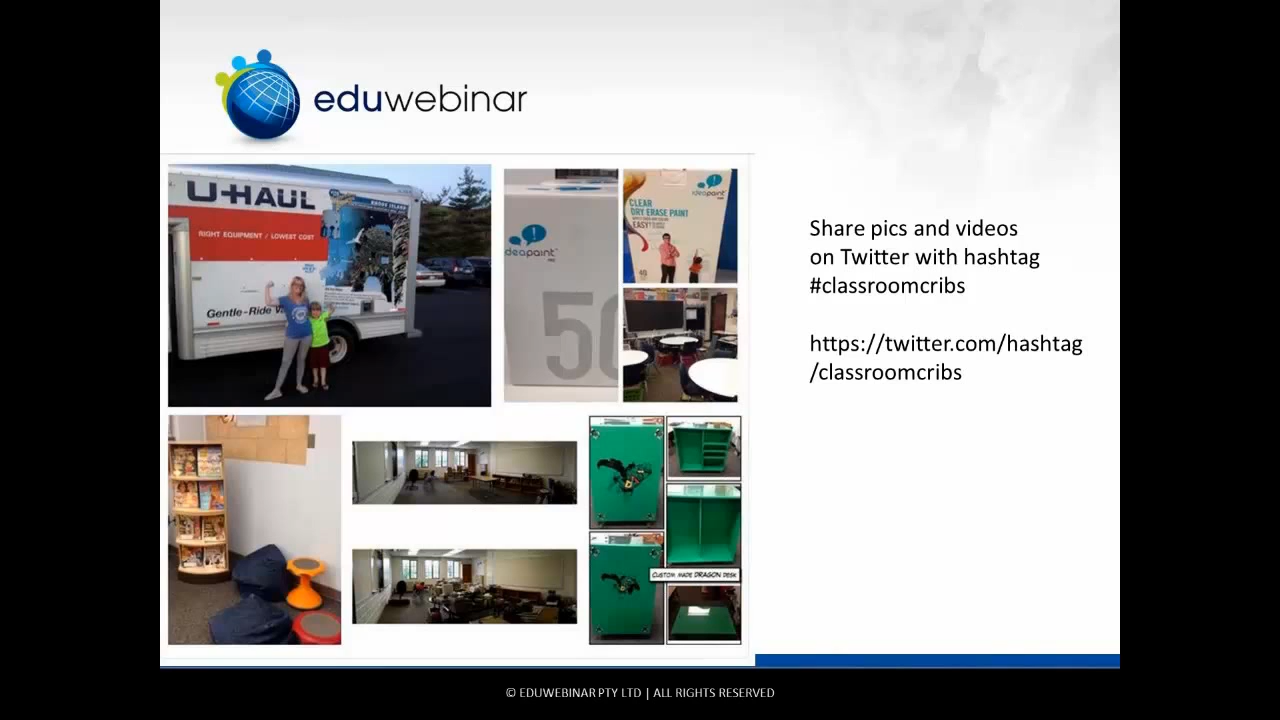 eduwebinar
U-HAUL
RIGHT EQUIPMENT / LOWEST COST
Gentle-Ride
ideapaint
50
ideapaint
CLEAR
DRY ERASE PAINT
EASY!
CUSTOM MADE DRAGON DESK
Share pics and videos
on Twitter with hashtag
#classroomcribs
https://twitter.com/hashtag
/classroomcribs
© EDUWEBINAR PTY LTD | ALL RIGHTS RESERVED